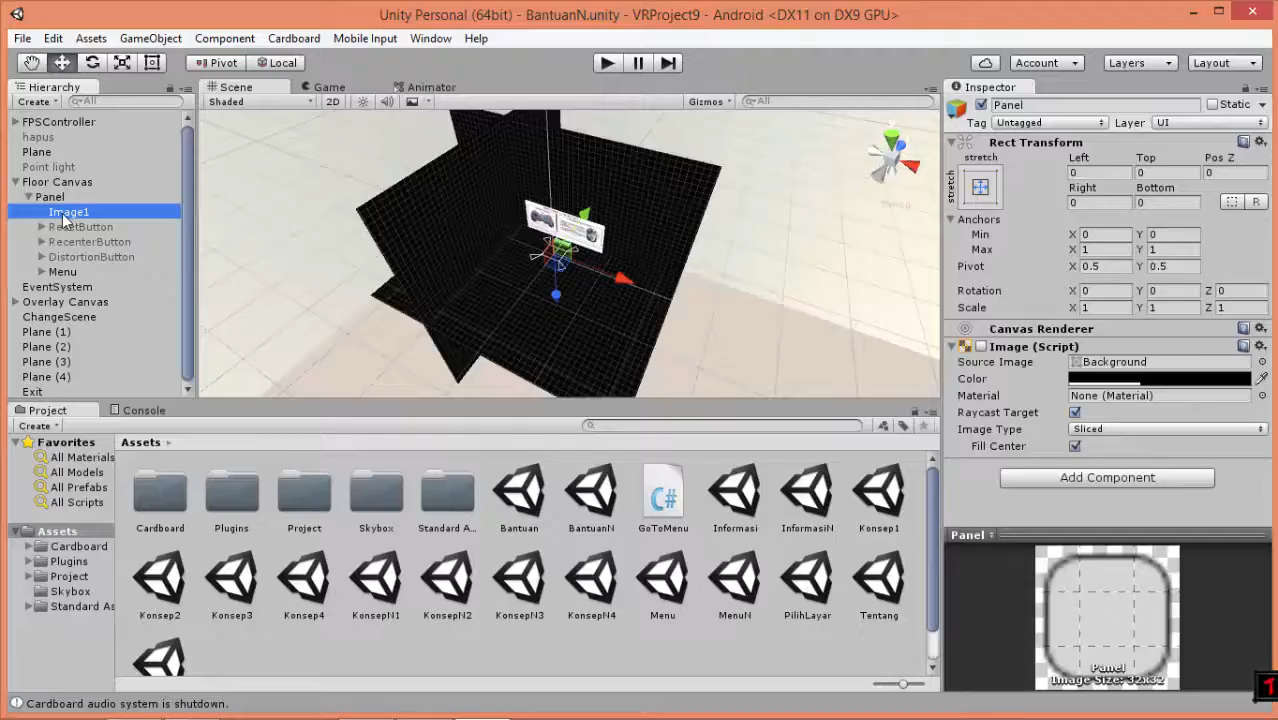 Unity Personal (64bit) - BantuanN.unity - VRProject9 - Android <DX11 on DX9 GPU>
File Edit Assets GameObject Component Cardboard Mobile Input Window Help
Pivot Local Account Layers Layout
Hierarchy
Create All
FPSController
hapus
Plane
Point light
Floor Canvas
Panel
Image1
ResetButton
RecenterButton
DistortionButton
Menu
EventSystem
Overlay Canvas
ChangeScene
Plane (1)
Plane (2)
Plane (3)
Plane (4)
Exit
Scene Game Animator
Shaded 2D Gizmos All
Persp
Inspector
Panel Static
Tag Untagged Layer UI
Rect Transform
stretch Left Top Pos Z
stretch 0 0 0
Right Bottom
0 0 R
Anchors
Min X 0 Y 0
Max X 1 Y 1
Pivot X 0.5 Y 0.5
Rotation X 0 Y 0 Z 0
Scale X 1 Y 1 Z 1
Canvas Renderer
Image (Script)
Source Image Background
Color
Material None (Material)
Raycast Target
Image Type Sliced
Fill Center
Add Component
Panel
Panel
Image Size: 32x32
Project Console
Create
Favorites
All Materials
All Models
All Prefabs
All Scripts
Assets
Cardboard
Plugins
Project
Skybox
Standard As
Assets
Cardboard Plugins Project Skybox Standard A... Bantuan BantuanN GoToMenu Informasi InformasiN Konsep1
C#
Konsep2 Konsep3 Konsep4 KonsepN1 KonsepN2 KonsepN3 KonsepN4 Menu MenuN PilihLayar Tentang
Cardboard audio system is shutdown.
1